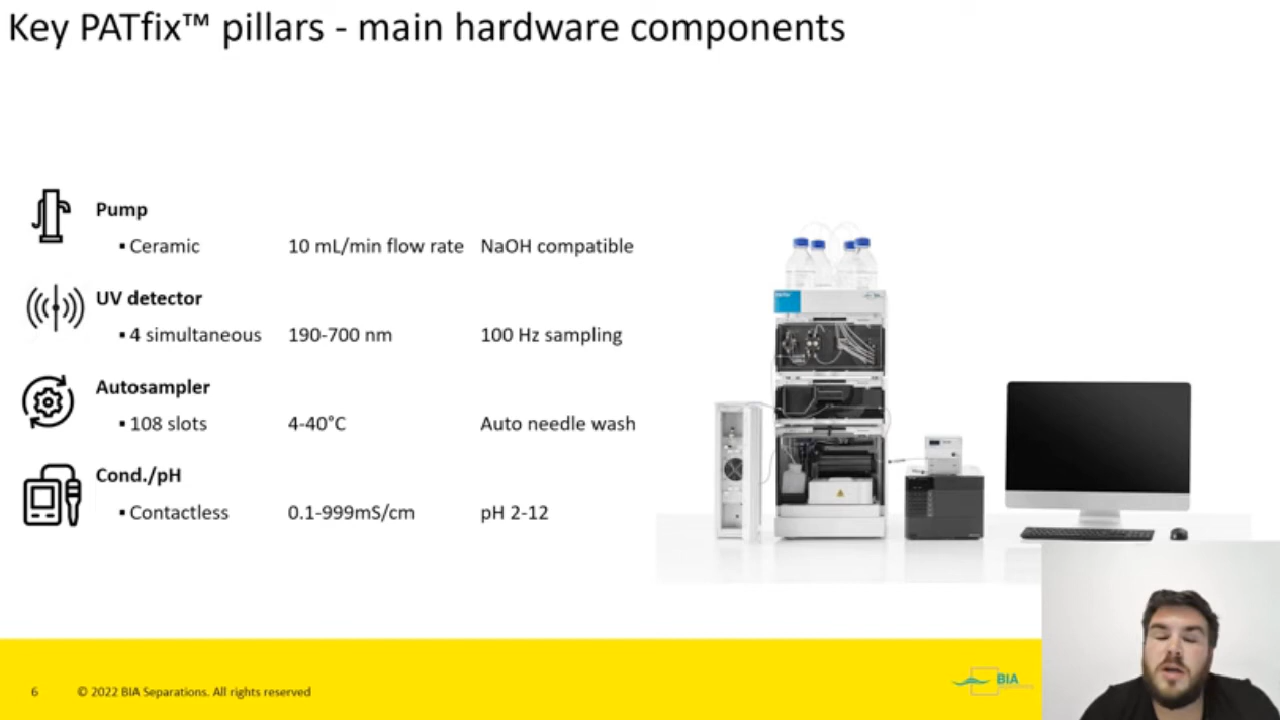 Key PATfix™ pillars - main hardware components
Pump
▪ Ceramic 10 mL/min flow rate NaOH compatible
UV detector
▪ 4 simultaneous 190-700 nm 100 Hz sampling
Autosampler
▪ 108 slots 4-40°C Auto needle wash
Cond./pH
▪ Contactless 0.1-999mS/cm pH 2-12
6 © 2022 BIA Separations. All rights reserved
BIA